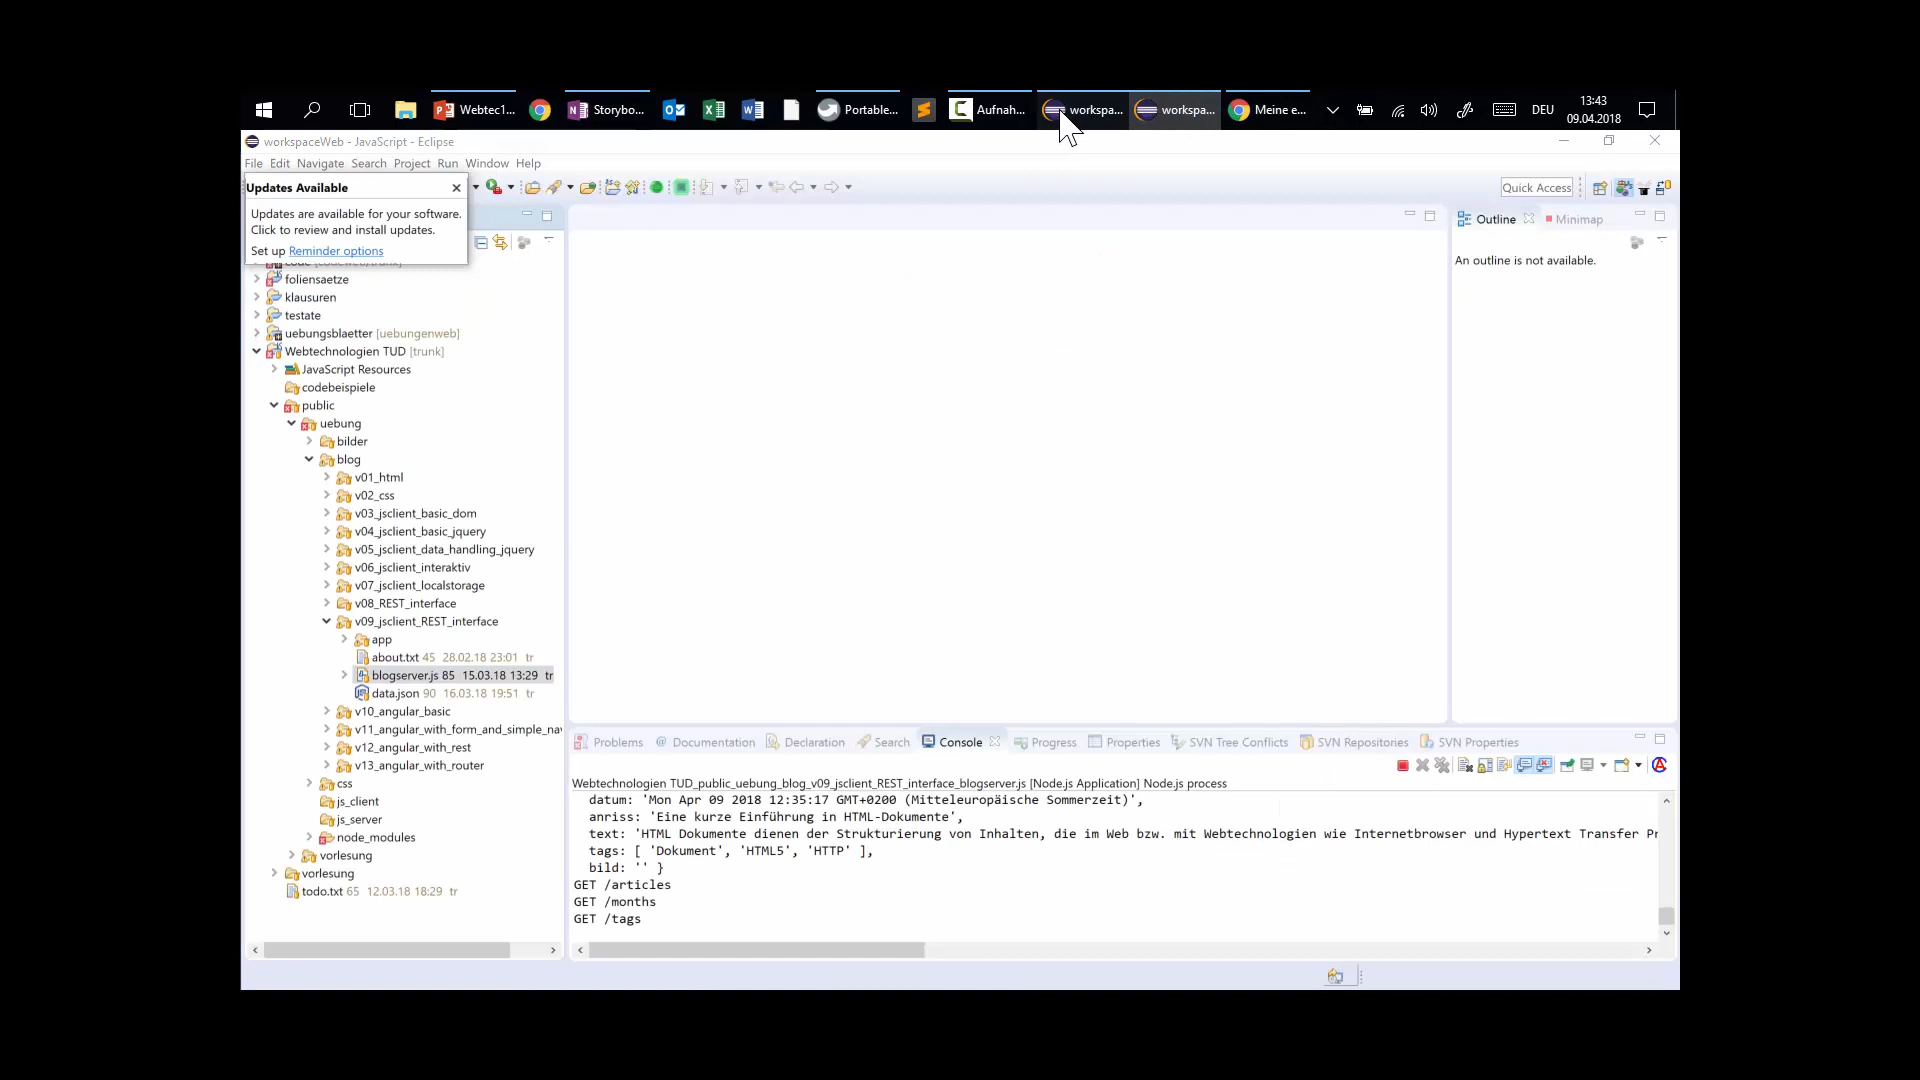 Webtec1...
Storybo...
Portable...
Aufnah...
workspa...
workspa...
Meine e...
DEU
13:43
09.04.2018
workspaceWeb - JavaScript - Eclipse
File Edit Navigate Search Project Run Window Help
Updates Available
Updates are available for your software.
Click to review and install updates.
Set up Reminder options
Quick Access
Outline
Minimap
An outline is not available.
foliensaetze
klausuren
testate
uebungsblaetter [uebungenweb]
Webtechnologien TUD [trunk]
JavaScript Resources
codebeispiele
public
uebung
bilder
blog
v01_html
v02_css
v03_jsclient_basic_dom
v04_jsclient_basic_jquery
v05_jsclient_data_handling_jquery
v06_jsclient_interaktiv
v07_jsclient_localstorage
v08_REST_interface
v09_jsclient_REST_interface
app
about.txt 45 28.02.18 23:01 tr
blogserver.js 85 15.03.18 13:29 tr
data.json 90 16.03.18 19:51 tr
v10_angular_basic
v11_angular_with_form_and_simple_na
v12_angular_with_rest
v13_angular_with_router
css
js_client
js_server
node_modules
vorlesung
vorlesung
todo.txt 65 12.03.18 18:29 tr
Problems Documentation Declaration Search Console Progress Properties SVN Tree Conflicts SVN Repositories SVN Properties
Webtechnologien TUD_public_uebung_blog_v09_jsclient_REST_interface_blogserver.js [Node.js Application] Node.js process
datum: 'Mon Apr 09 2018 12:35:17 GMT+0200 (Mitteleuropäische Sommerzeit)',
anriss: 'Eine kurze Einführung in HTML-Dokumente',
text: 'HTML Dokumente dienen der Strukturierung von Inhalten, die im Web bzw. mit Webtechnologien wie Internetbrowser und Hypertext Transfer Pr
tags: [ 'Dokument', 'HTML5', 'HTTP' ],
bild: '' }
GET /articles
GET /months
GET /tags